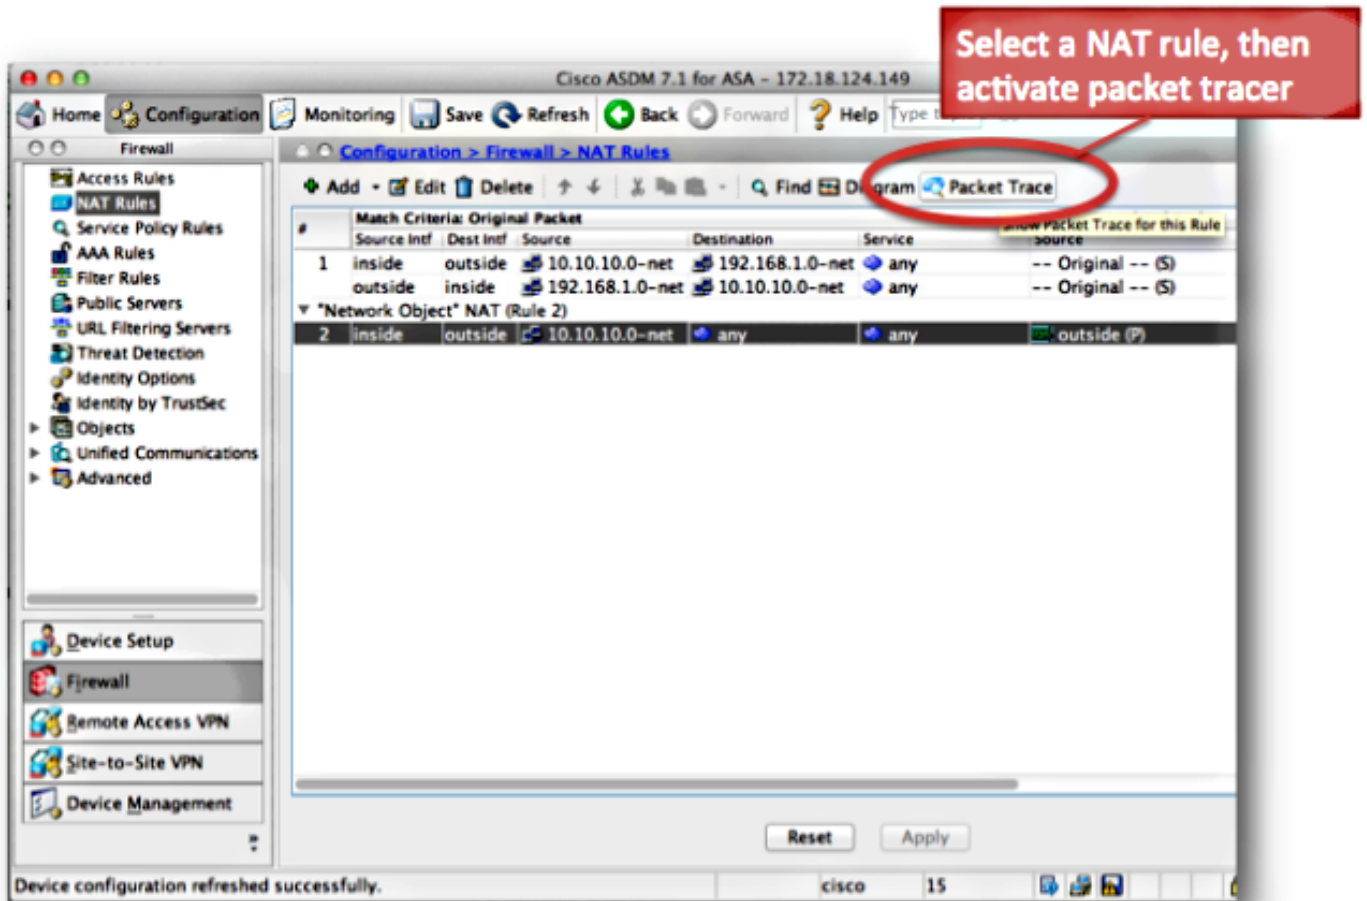 Select a NAT rule, then
activate packet tracer
Cisco ASDM 7.1 for ASA - 172.18.124.149
Home Configuration Monitoring Save Refresh Back Forward Help
Firewall
Access Rules
NAT Rules
Service Policy Rules
AAA Rules
Filter Rules
Public Servers
URL Filtering Servers
Threat Detection
Identity Options
Identity by TrustSec
Objects
Unified Communications
Advanced
Device Setup
Firewall
Remote Access VPN
Site-to-Site VPN
Device Management
Configuration > Firewall > NAT Rules
Add Edit Delete Find Diagram Packet Trace
Show Packet Trace for this Rule
# Match Criteria: Original Packet
Source Intf Dest Intf Source Destination Service Source
1 inside outside 10.10.10.0-net 192.168.1.0-net any -- Original -- (S)
outside inside 192.168.1.0-net 10.10.10.0-net any -- Original -- (S)
"Network Object" NAT (Rule 2)
2 inside outside 10.10.10.0-net any any outside (P)
Reset Apply
Device configuration refreshed successfully. cisco 15